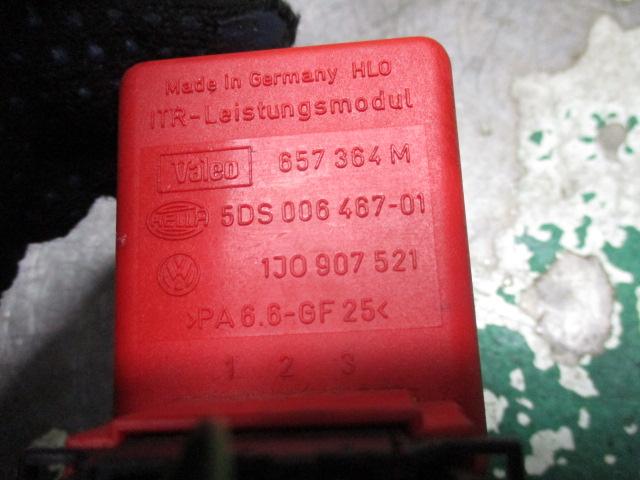 Made in Germany HLO
ITR-Leistungsmodul
Valeo 657 364 M
HELLA 5DS 006 467-01
VW 1J0 907 521
>PA 6.6-GF 25<
1 2 3